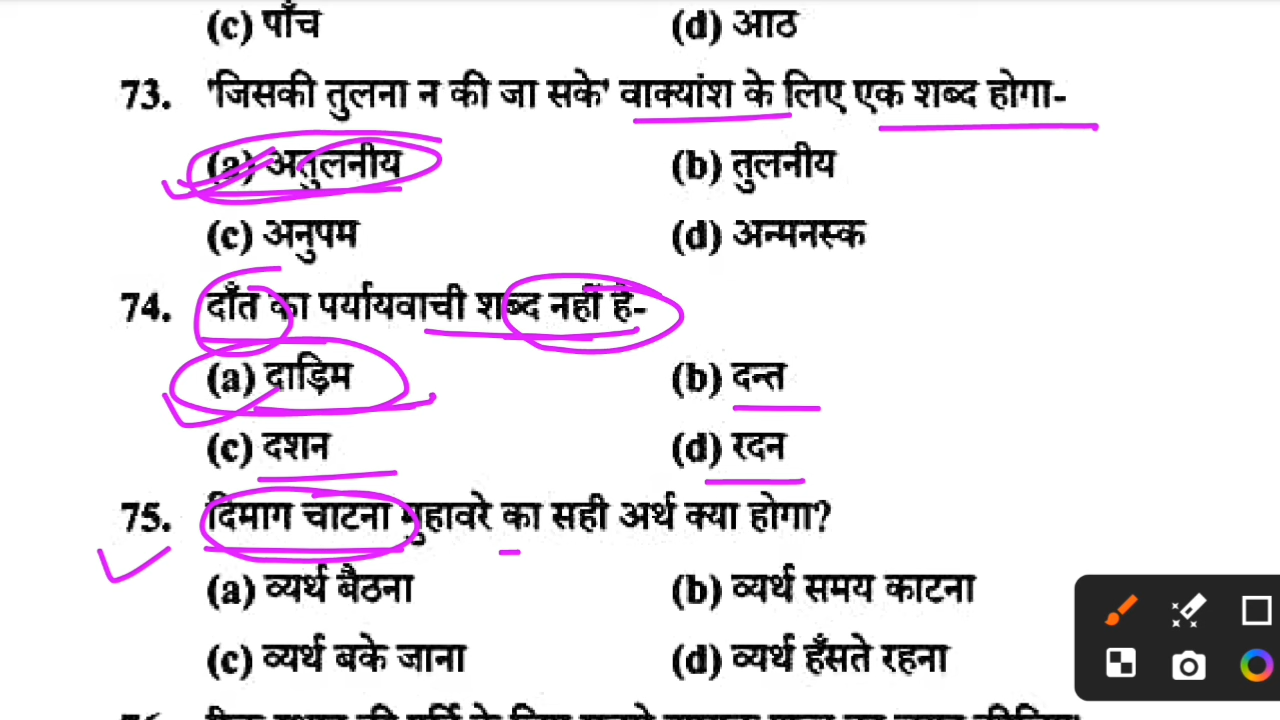 (c) पाँच (d) आठ
73. 'जिसकी तुलना न की जा सके' वाक्यांश के लिए एक शब्द होगा-
(a) अतुलनीय (b) तुलनीय
(c) अनुपम (d) अन्मनस्क
74. दाँत का पर्यायवाची शब्द नहीं है-
(a) दाड़िम (b) दन्त
(c) दशन (d) रदन
75. दिमाग चाटना मुहावरे का सही अर्थ क्या होगा?
(a) व्यर्थ बैठना (b) व्यर्थ समय काटना
(c) व्यर्थ बके जाना (d) व्यर्थ हँसते रहना